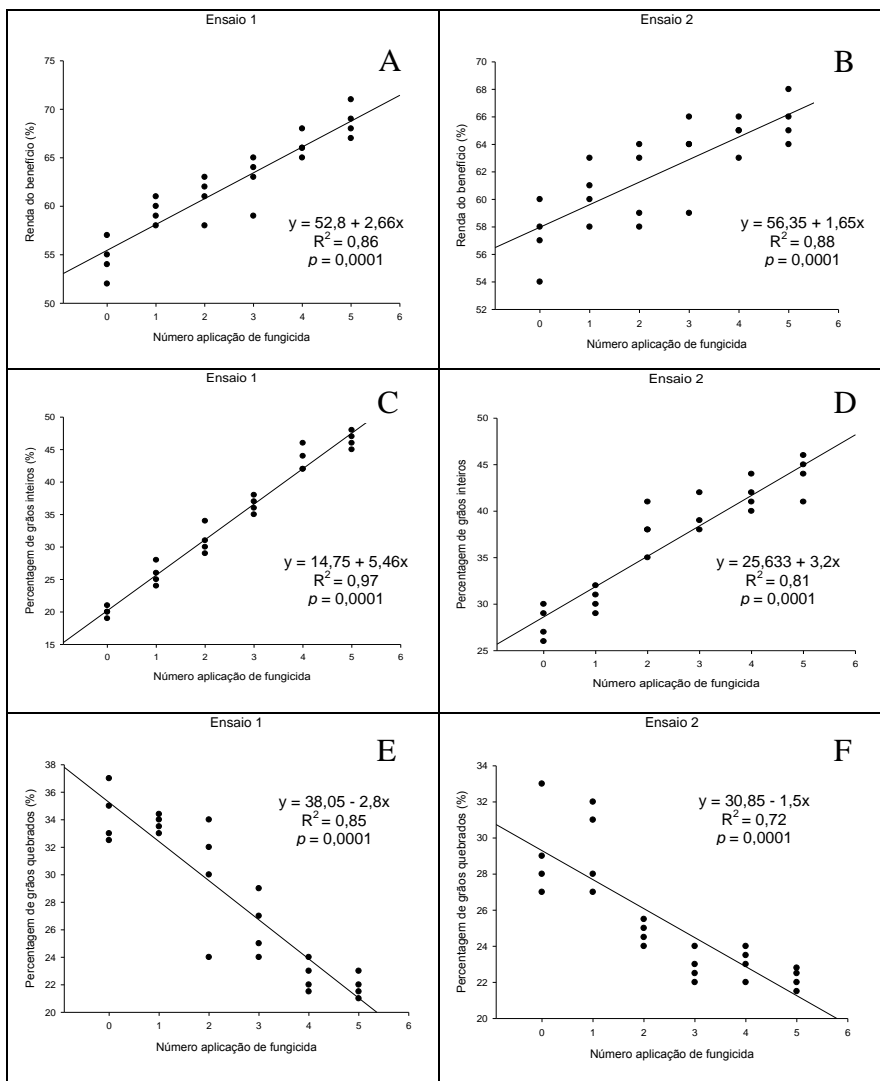 Ensaio 1
A
Renda do benefício (%)
70
65
60
55
50
y = 52,8 + 2,66x
R² = 0,86
p = 0,0001
0 1 2 3 4 5 6
Número aplicação de fungicida
Ensaio 2
B
Renda do benefício (%)
70
68
66
64
62
60
58
56
54
52
y = 56,35 + 1,65x
R² = 0,88
p = 0,0001
0 1 2 3 4 5 6
Número aplicação de fungicida
Ensaio 1
C
Percentagem de grãos inteiros (%)
50
45
40
35
30
25
20
15
y = 14,75 + 5,46x
R² = 0,97
p = 0,0001
0 1 2 3 4 5 6
Número aplicação de fungicida
Ensaio 2
D
Percentagem de grãos inteiros
50
45
40
35
30
25
y = 25,633 + 3,2x
R² = 0,81
p = 0,0001
0 1 2 3 4 5 6
Número aplicação de fungicida
Ensaio 1
E
Percentagem de grãos quebrados (%)
38
36
34
32
30
28
26
24
22
20
y = 38,05 - 2,8x
R² = 0,85
p = 0,0001
0 1 2 3 4 5 6
Número aplicação de fungicida
Ensaio 2
F
Percentagem de grãos quebrados (%)
34
32
30
28
26
24
22
20
y = 30,85 - 1,5x
R² = 0,72
p = 0,0001
0 1 2 3 4 5 6
Número aplicação de fungicida